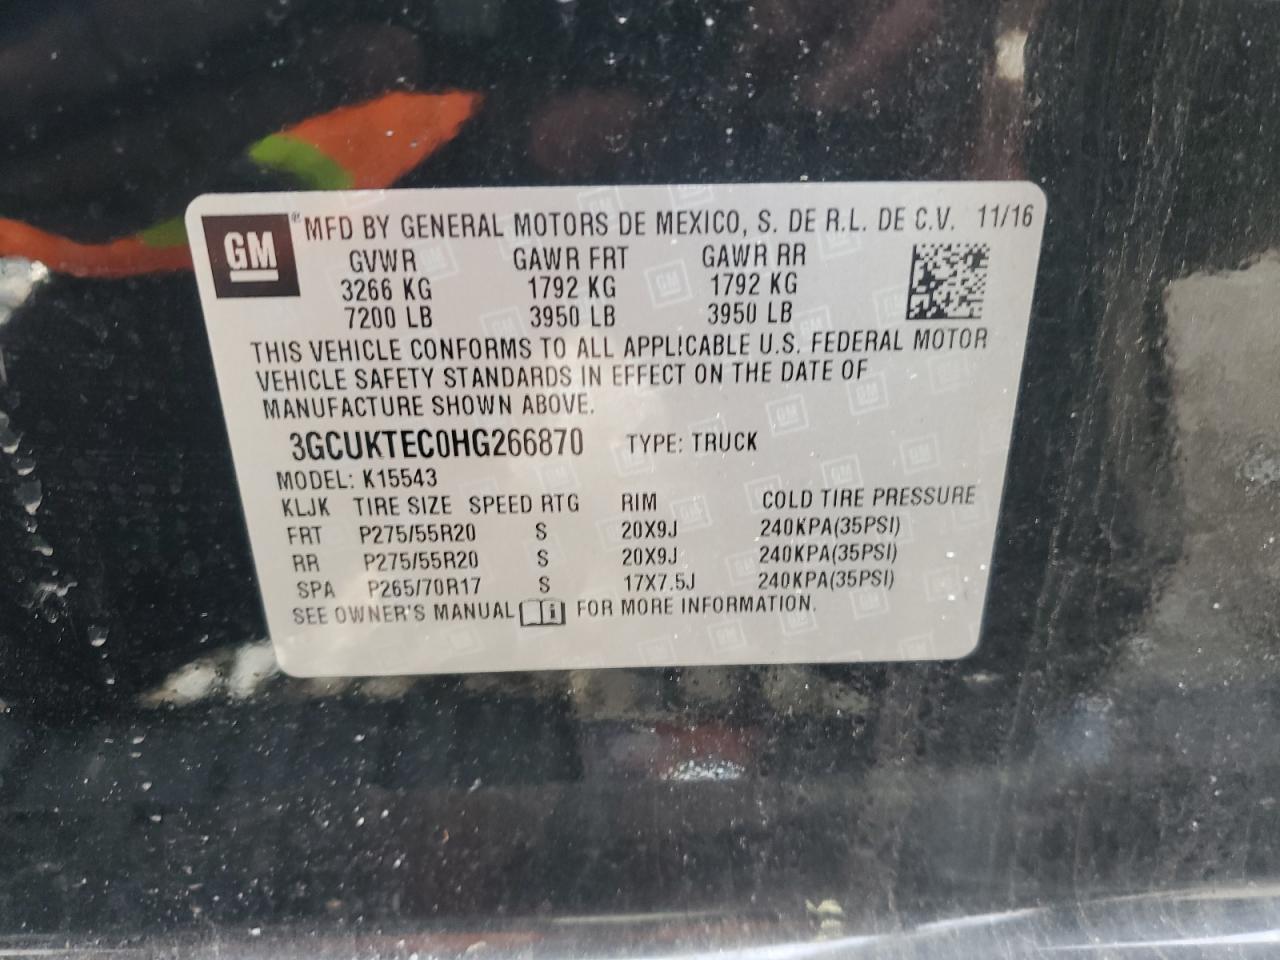 GM
® MFD BY GENERAL MOTORS DE MEXICO, S. DE R.L. DE C.V. 11/16
GVWR GAWR FRT GAWR RR
3266 KG 1792 KG 1792 KG
7200 LB 3950 LB 3950 LB
THIS VEHICLE CONFORMS TO ALL APPLICABLE U.S. FEDERAL MOTOR
VEHICLE SAFETY STANDARDS IN EFFECT ON THE DATE OF
MANUFACTURE SHOWN ABOVE.
3GCUKTEC0HG266870 TYPE: TRUCK
MODEL: K15543
KLJK TIRE SIZE SPEED RTG RIM COLD TIRE PRESSURE
FRT P275/55R20 S 20X9J 240KPA(35PSI)
RR P275/55R20 S 20X9J 240KPA(35PSI)
SPA P265/70R17 S 17X7.5J 240KPA(35PSI)
SEE OWNER'S MANUAL i FOR MORE INFORMATION.